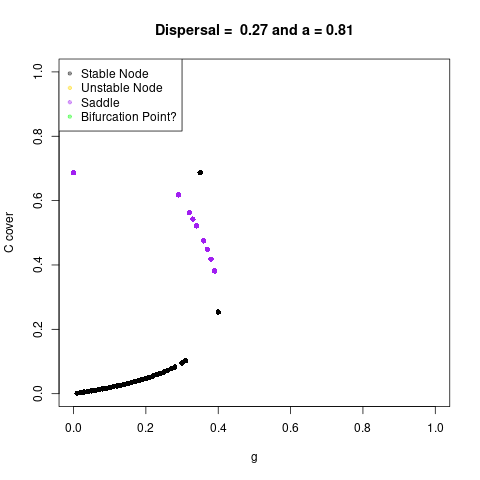 Dispersal =  0.27 and a = 0.81
Stable Node
Unstable Node
Saddle
Bifurcation Point?
C cover
1.0
0.8
0.6
0.4
0.2
0.0
0.0 0.2 0.4 0.6 0.8 1.0
g